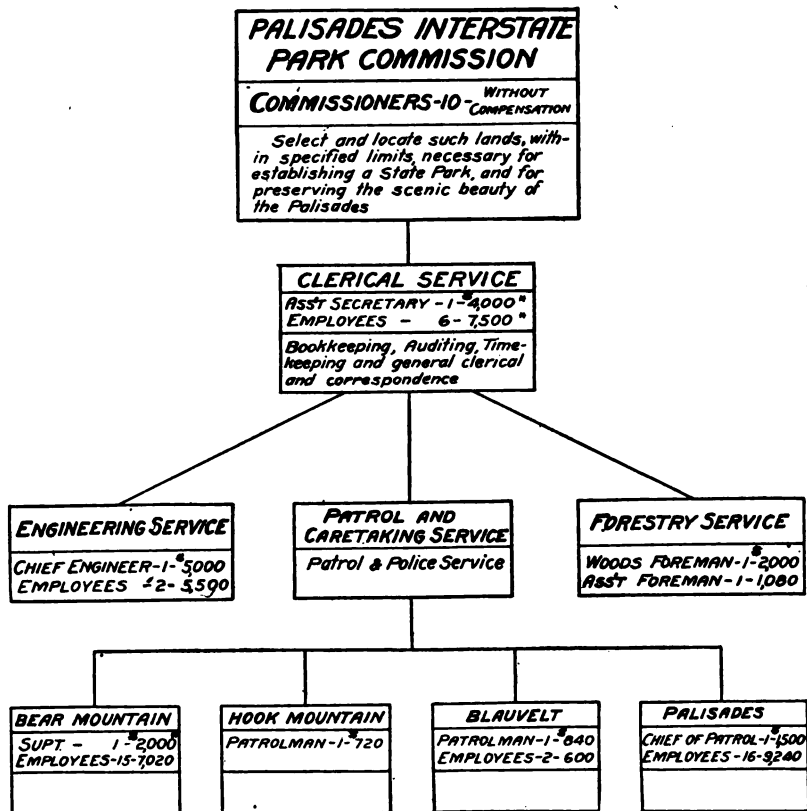 PALISADES INTERSTATE
PARK COMMISSION
COMMISSIONERS-10- WITHOUT COMPENSATION
Select and locate such lands, with-
in specified limits, necessary for
establishing a State Park, and for
preserving the scenic beauty of
the Palisades
CLERICAL SERVICE
ASS'T SECRETARY - 1 - $4,000*
EMPLOYEES - 6 - 7,500*
Bookkeeping, Auditing, Time-
keeping and general clerical
and correspondence
ENGINEERING SERVICE
CHIEF ENGINEER-1-$5,000
EMPLOYEES -2- 5,590
PATROL AND
CARETAKING SERVICE
Patrol & Police Service
FORESTRY SERVICE
WOODS FOREMAN-1-$2,000
ASS'T FOREMAN-1-1,080
BEAR MOUNTAIN
SUPT. - 1-$2,000*
EMPLOYEES-15-7,020
HOOK MOUNTAIN
PATROLMAN-1-$720
BLAUVELT
PATROLMAN-1-$840
EMPLOYEES-2-600
PALISADES
CHIEF OF PATROL-1-$1,500
EMPLOYEES-16-9,240